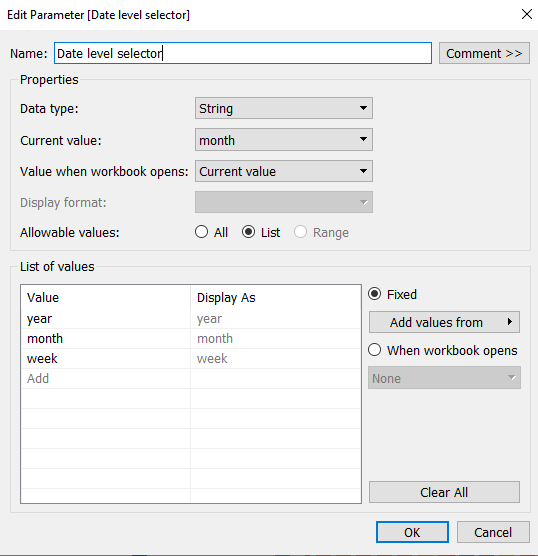 Edit Parameter [Date level selector]
Name: Date level selector Comment >>
Properties
Data type: String
Current value: month
Value when workbook opens: Current value
Display format:
Allowable values: All List Range
List of values
Value Display As
year year
month month
week week
Add
Fixed
Add values from
When workbook opens
None
Clear All
OK Cancel